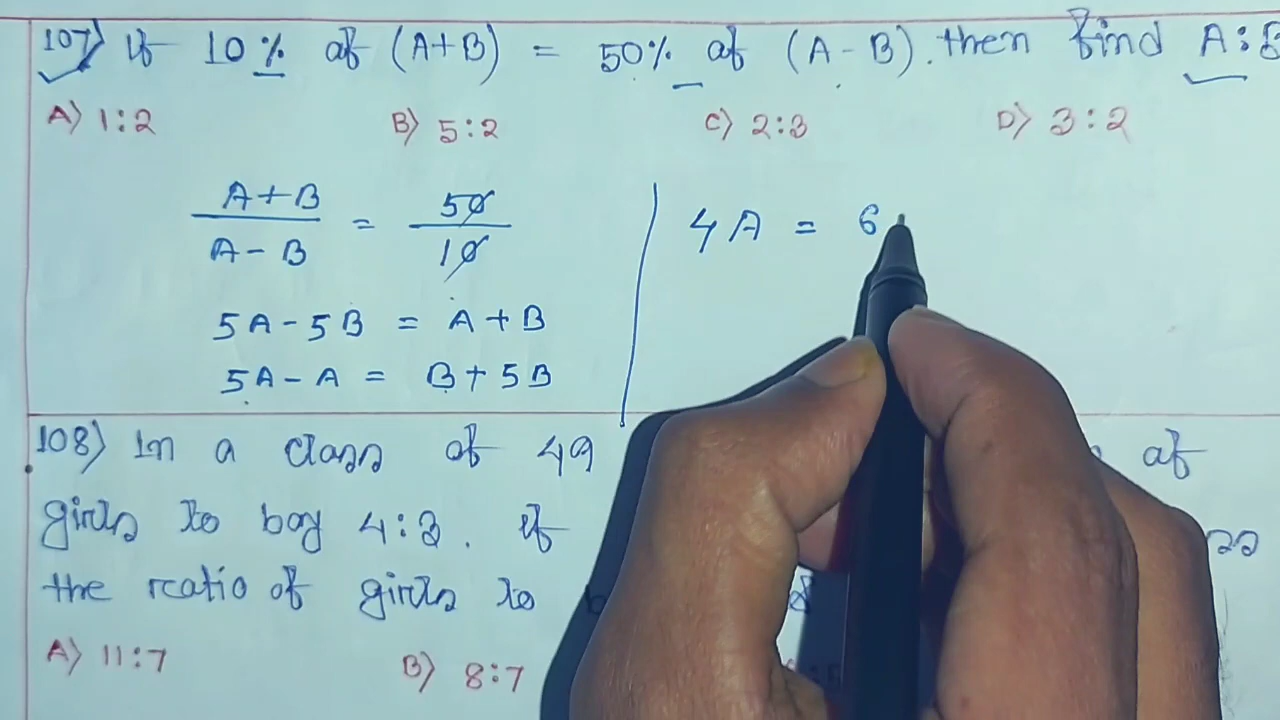 107) If 10% of (A+B) = 50% of (A-B). then find A:B
A) 1:2 B) 5:2 C) 2:3 D) 3:2
A+B / A-B = 50 / 10
5A-5B = A+B
5A-A = B+5B
4A = 6
108) In a class of 49 of
girls to boy 4:3. if ss
the ratio of girls to
A) 11:7 B) 8:7